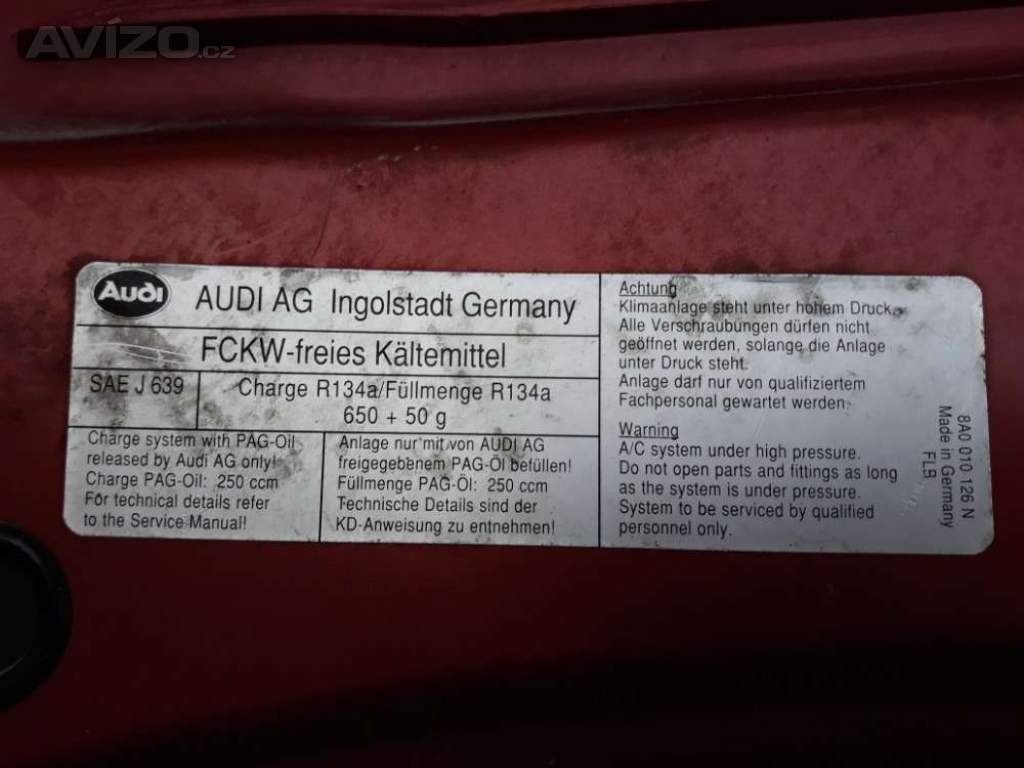 AVÍZO.cz
Audi
AUDI AG Ingolstadt Germany
FCKW-freies Kältemittel
SAE J 639
Charge R134a/Füllmenge R134a
650 + 50 g
Charge system with PAG-Oil
released by Audi AG only!
Charge PAG-Oil: 250 ccm
For technical details refer
to the Service Manual!
Anlage nur mit von AUDI AG
freigegebenem PAG-Öl befüllen!
Füllmenge PAG-Öl: 250 ccm
Technische Details sind der
KD-Anweisung zu entnehmen!
Achtung
Klimaanlage steht unter hohem Druck.
Alle Verschraubungen dürfen nicht
geöffnet werden, solange die Anlage
unter Druck steht.
Anlage darf nur von qualifiziertem
Fachpersonal gewartet werden.
Warning
A/C system under high pressure.
Do not open parts and fittings as long
as the system is under pressure.
System to be serviced by qualified
personnel only.
8A0 010 126 N
Made in Germany
FLB